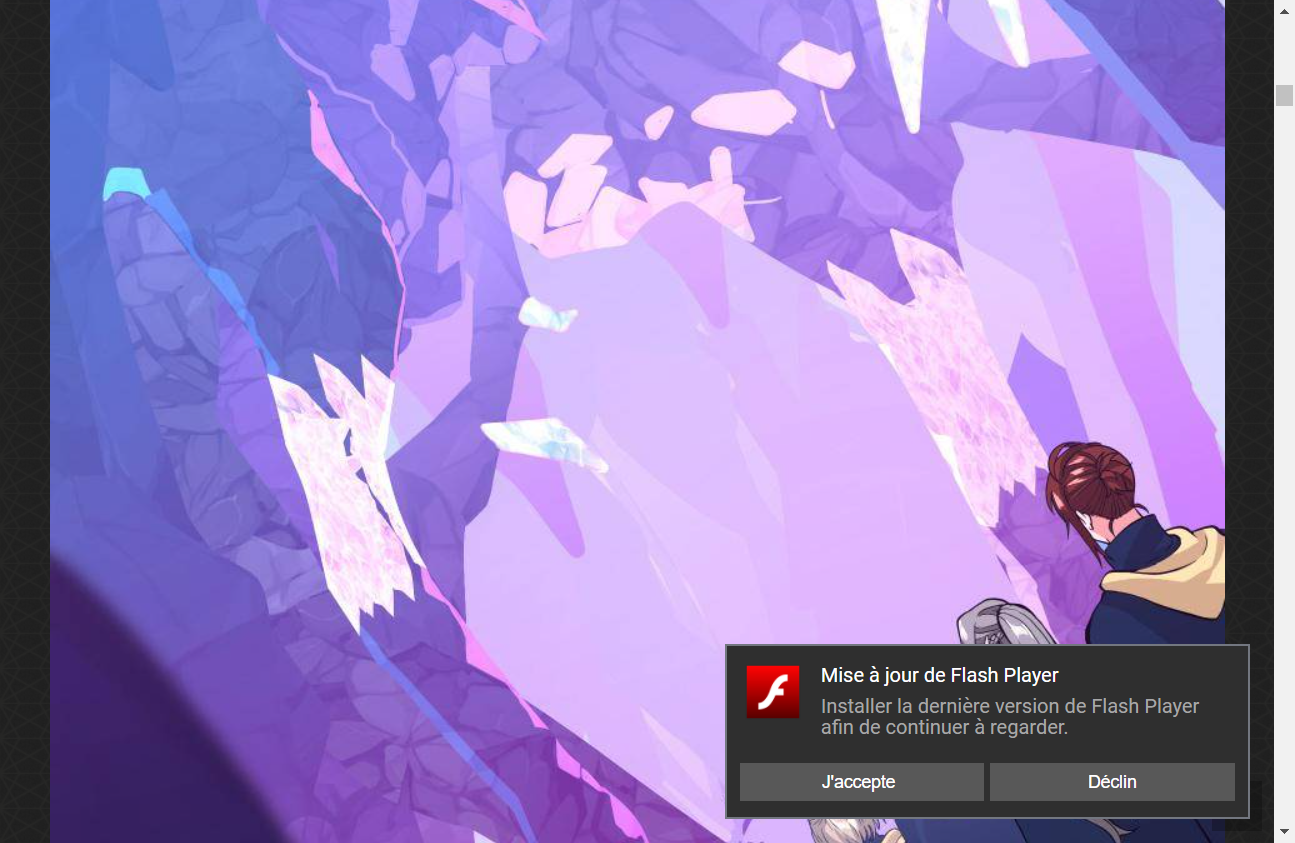 Mise à jour de Flash Player
Installer la dernière version de Flash Player
afin de continuer à regarder.
J'accepte
Déclin